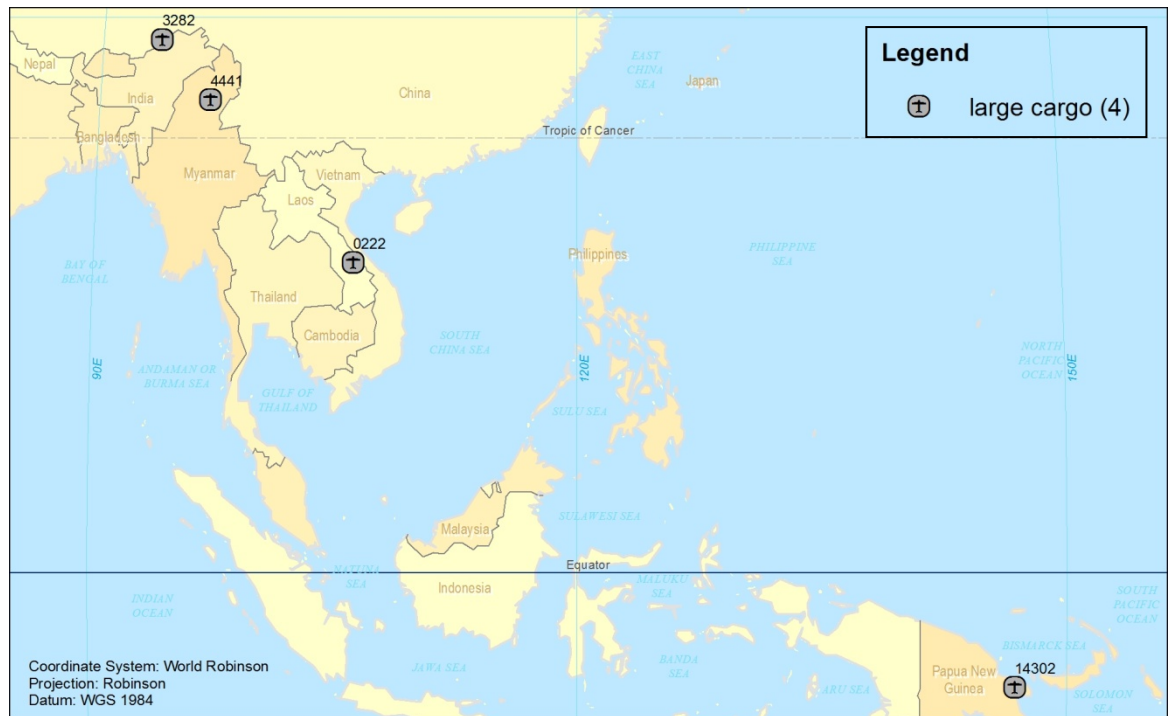 3282
Legend
large cargo (4)
EAST
CHINA
SEA
Japan
Nepal
4441
India
China
Bangladesh
Tropic of Cancer
Myanmar
Vietnam
Laos
0222
Philippines
PHILIPPINE
SEA
BAY OF
BENGAL
Thailand
Cambodia
SOUTH
CHINA SEA
NORTH
PACIFIC
OCEAN
90E
120E
150E
ANDAMAN OR
BURMA SEA
GULF OF
THAILAND
SULU SEA
Malaysia
SULAWESI SEA
Equator
NATUNA
SEA
Indonesia
MALUKU
SEA
INDIAN
OCEAN
SOUTH
PACIFIC
OCEAN
BISMARCK SEA
JAWA SEA
BANDA
SEA
ARU SEA
Papua New
Guinea
14302
SOLOMON
SEA
Coordinate System: World Robinson
Projection: Robinson
Datum: WGS 1984